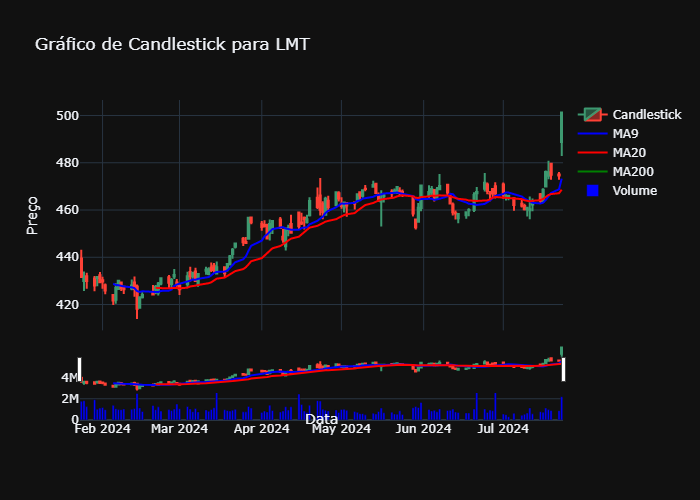 Gráfico de Candlestick para LMT
Candlestick
MA9
MA20
MA200
Volume
Preço
500
480
460
440
420
4M
2M
0
Feb 2024
Mar 2024
Apr 2024
May 2024
Jun 2024
Jul 2024
Data